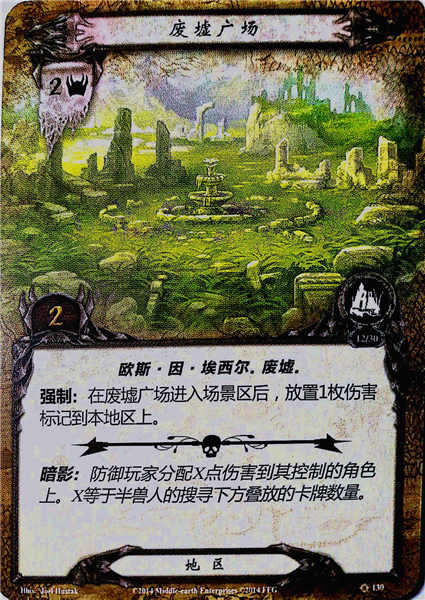 废墟广场
2
2
12/30
欧斯·因·埃西尔。废墟。
强制：在废墟广场进入场景区后，放置1枚伤害
标记到本地区上。
暗影：防御玩家分配X点伤害到其控制的角色
上。X等于半兽人的搜寻下方叠放的卡牌数量。
地区
Illus. Joel Hustak
©2014 Middle-earth Enterprises ©2014 FFG
130